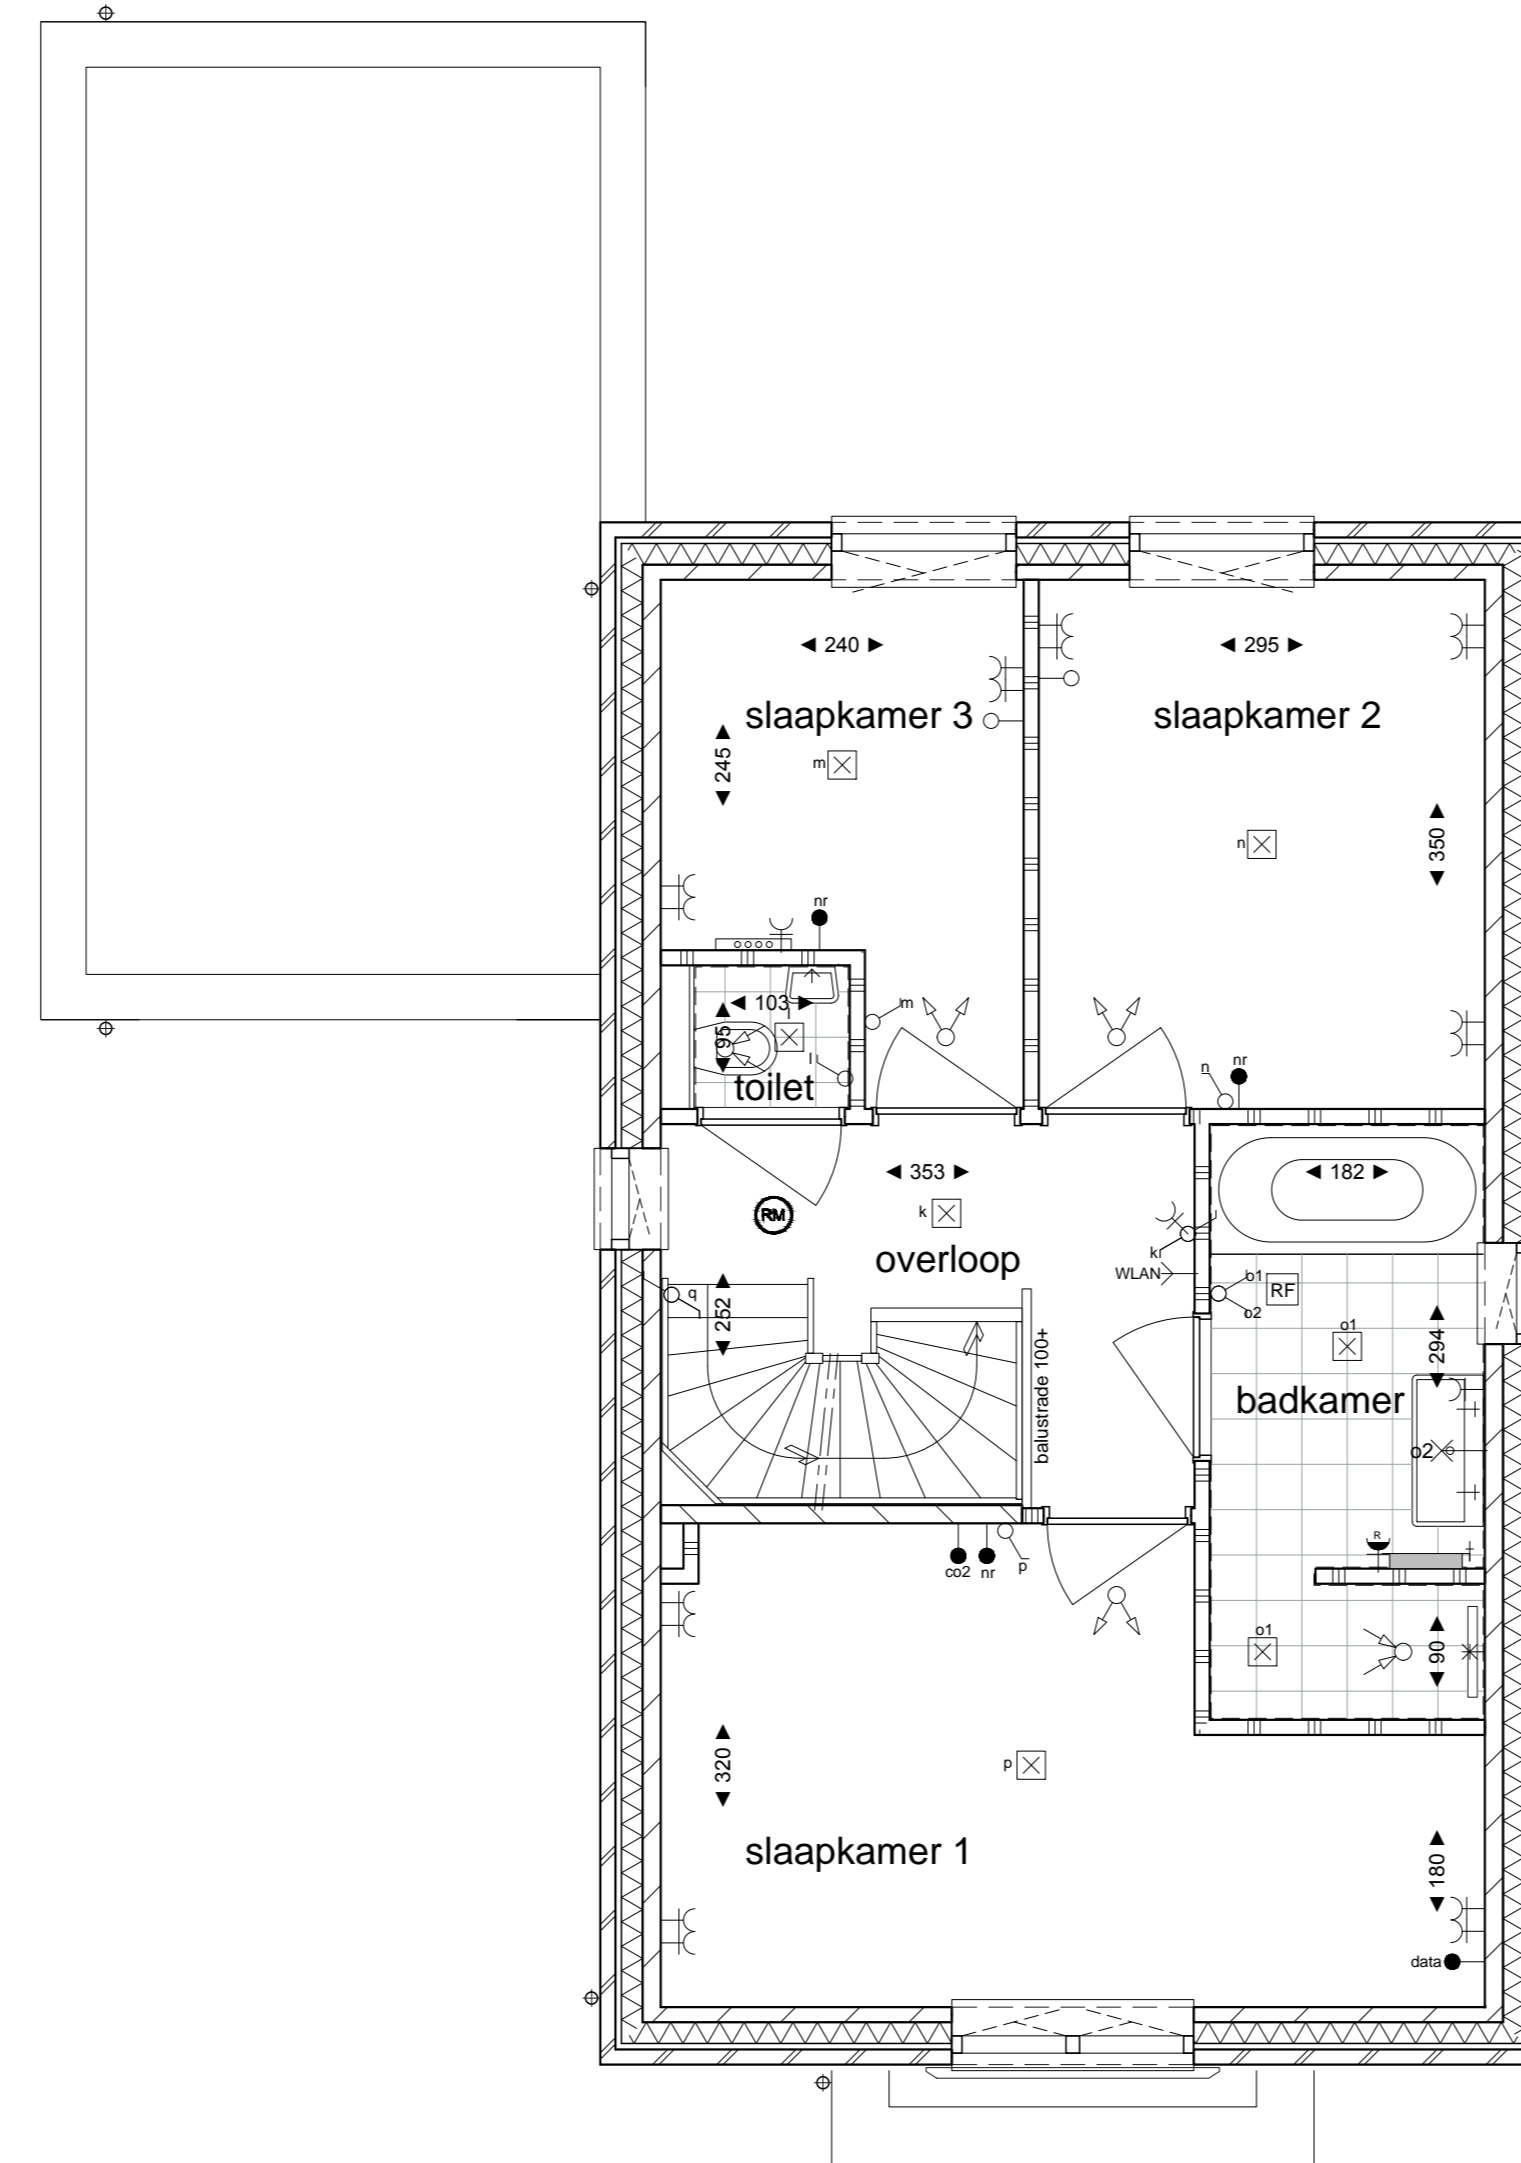 240
295
slaapkamer 3
slaapkamer 2
245
m
350
n
nr
103
m
95
l
l
toilet
n
nr
353
182
k
RM
overloop
k
WLAN
q
252
o1
RF
o2
o1
294
balustrade 100+
badkamer
o2
R
co2
nr
p
o1
90
320
p
slaapkamer 1
180
data